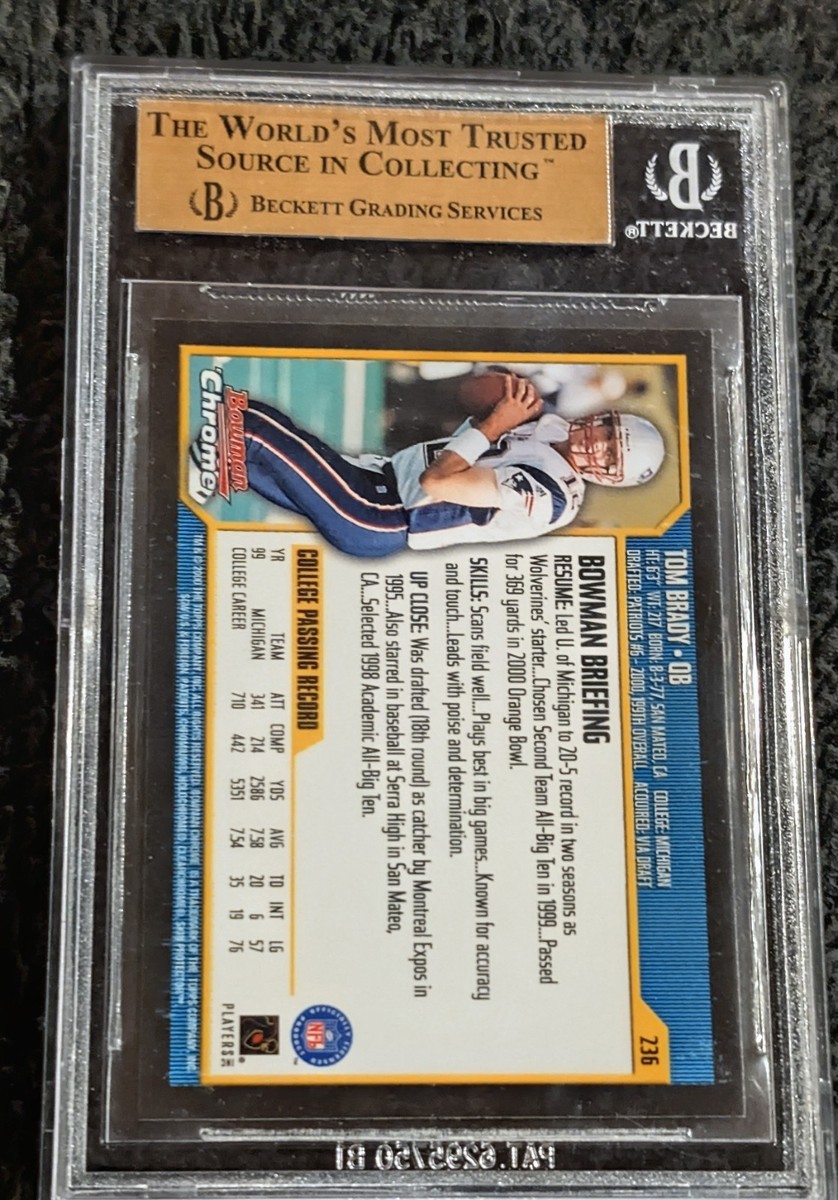 THE WORLD'S MOST TRUSTED
SOURCE IN COLLECTING™
B BECKETT GRADING SERVICES
B
BECKETT®
236
TOM BRADY • QB
HT: 6'3" WT: 217 BORN: 8-3-77, SAN MATEO, CA COLLEGE: MICHIGAN
DRAFTED: PATRIOTS #6 - 2000, 199TH OVERALL ACQUIRED: VIA DRAFT
BOWMAN BRIEFING
RESUME: Led U. of Michigan to 20-5 record in two seasons as
Wolverines' starter...Chosen Second Team All-Big Ten in 1999...Passed
for 369 yards in 2000 Orange Bowl.
SKILLS: Scans field well...Plays best in big games...Known for accuracy
and touch...Leads with poise and determination.
UP CLOSE: Was drafted (18th round) as catcher by Montreal Expos in
1995...Also starred in baseball at Serra High in San Mateo,
CA...Selected 1998 Academic All-Big Ten.
Bowman
Chrome
COLLEGE PASSING RECORD
YR TEAM ATT COMP YDS AVG TD INT LG
99 MICHIGAN 341 214 2586 7.58 20 6 57
COLLEGE CAREER 710 442 5351 7.54 35 19 76
OFFICIALLY LICENSED PRODUCT
NFL
PLAYERS INC